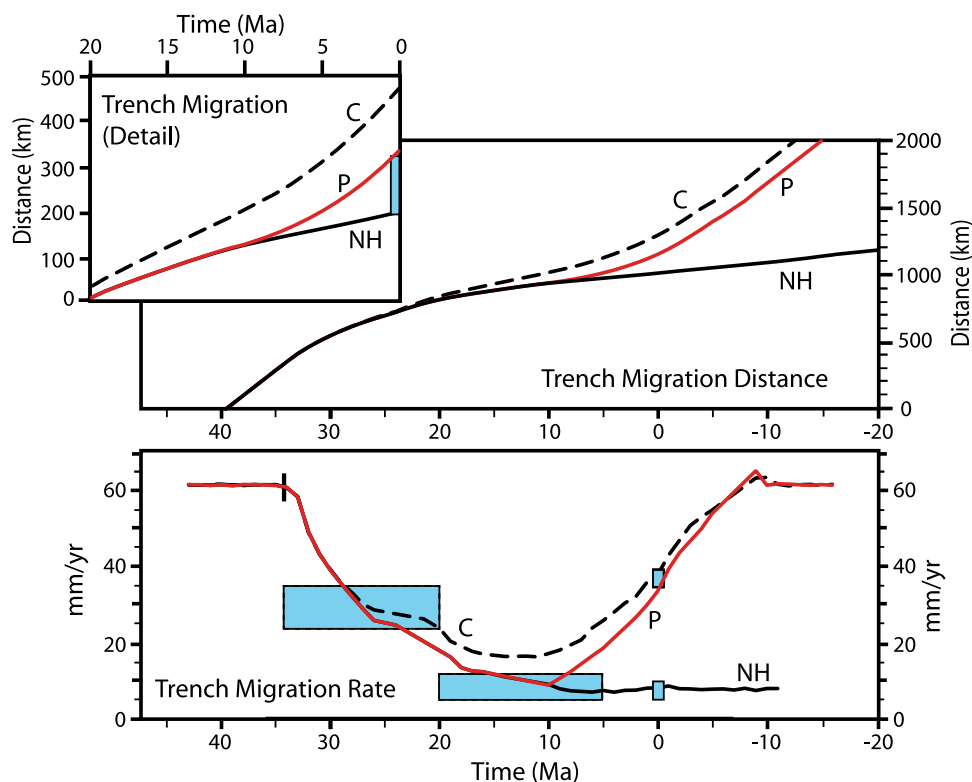 Time (Ma)
20 10 0
500
400
300
200
100
0
Distance (km)
Trench Migration
(Detail)
C
P
NH
2000
1500
1000
500
0
Distance (km)
C
P
NH
Trench Migration Distance
40 30 20 10 0 -10 -20
60
40
20
0
mm/yr
60
40
20
0
mm/yr
C
P
NH
Trench Migration Rate
40 30 20 10 0 -10 -20
Time (Ma)